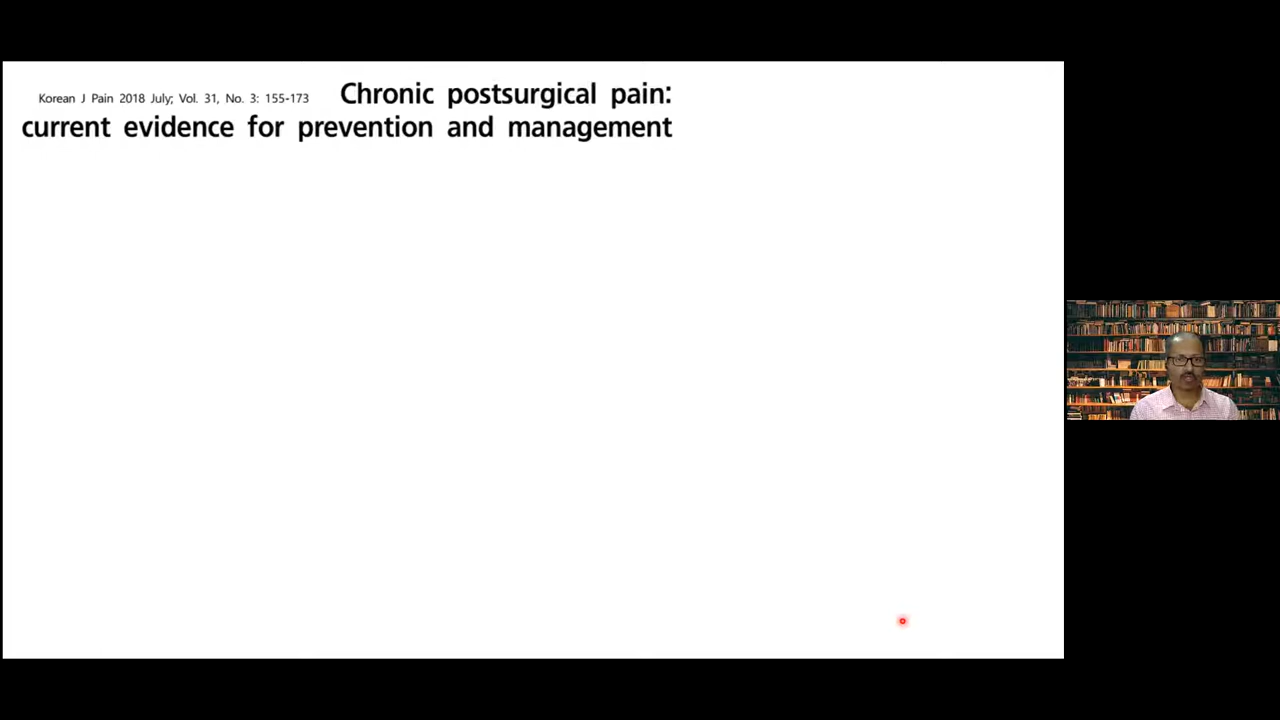 Korean J Pain 2018 July; Vol. 31, No. 3: 155-173 Chronic postsurgical pain:
current evidence for prevention and management